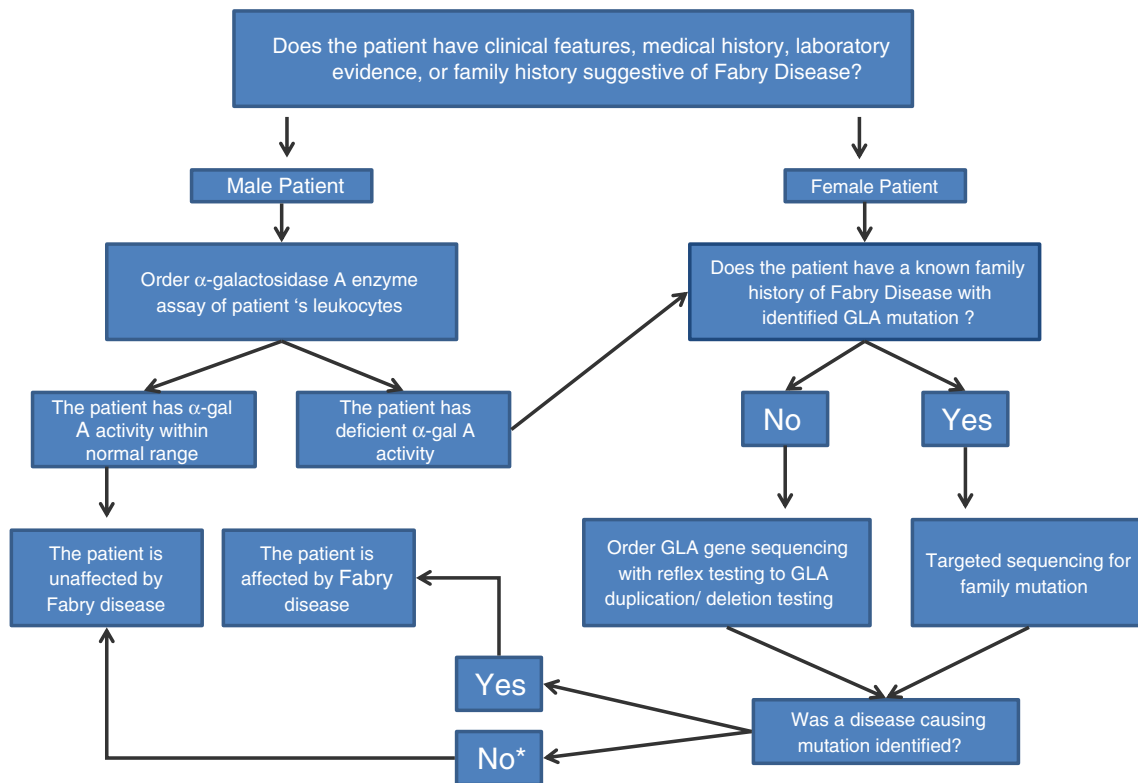 Does the patient have clinical features, medical history, laboratory
evidence, or family history suggestive of Fabry Disease?
Male Patient
Female Patient
Order α-galactosidase A enzyme
assay of patient ‘s leukocytes
Does the patient have a known family
history of Fabry Disease with
identified GLA mutation ?
The patient has α-gal
A activity within
normal range
The patient has
deficient α-gal A
activity
No
Yes
The patient is
unaffected by
Fabry disease
The patient is
affected by Fabry
disease
Order GLA gene sequencing
with reflex testing to GLA
duplication/ deletion testing
Targeted sequencing for
family mutation
Yes
No*
Was a disease causing
mutation identified?